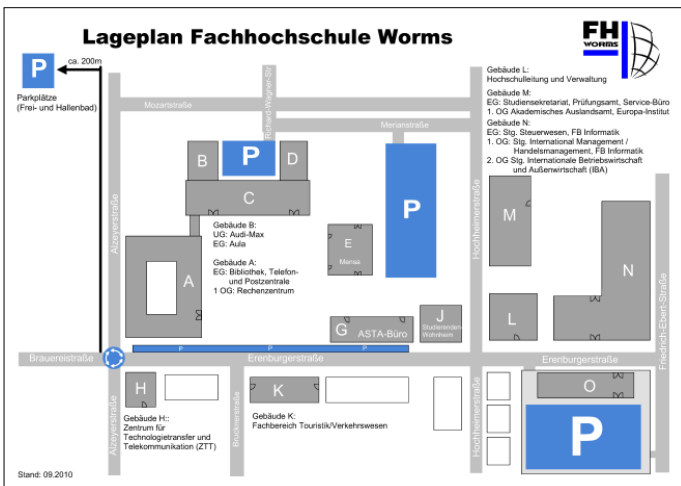 Lageplan Fachhochschule Worms
FH
WORMS
ca. 200m
P
Parkplätze
(Frei- und Hallenbad)
Gebäude L:
Hochschulleitung und Verwaltung
Gebäude M:
EG: Studiensekretariat, Prüfungsamt, Service-Büro
1. OG Akademisches Auslandsamt, Europa-Institut
Gebäude N:
EG: Stg. Steuerwesen, FB Informatik
1. OG: Stg. International Management /
Handelsmanagement, FB Informatik
2. OG Stg. Internationale Betriebswirtschaft
und Außenwirtschaft (IBA)
Mozartstraße
Richard-Wagner-Str.
Merianstraße
Alzeyerstraße
Hochheimerstraße
Friedrich-Ebert-Straße
B
P
D
C
P
M
N
Gebäude B:
UG: Audi-Max
EG: Aula
E
Mensa
Gebäude A:
EG: Bibliothek, Telefon-
und Postzentrale
1 OG: Rechenzentrum
A
G
ASTA-Büro
J
Studierenden-
Wohnheim
L
P
P
P
Brauereistraße
Erenburgerstraße
Erenburgerstraße
H
K
O
P
Alzeyerstraße
Brucknerstraße
Hochheimerstraße
Gebäude H::
Zentrum für
Technologietransfer und
Telekommunikation (ZTT)
Gebäude K:
Fachbereich Touristik/Verkehrswesen
Stand: 09.2010